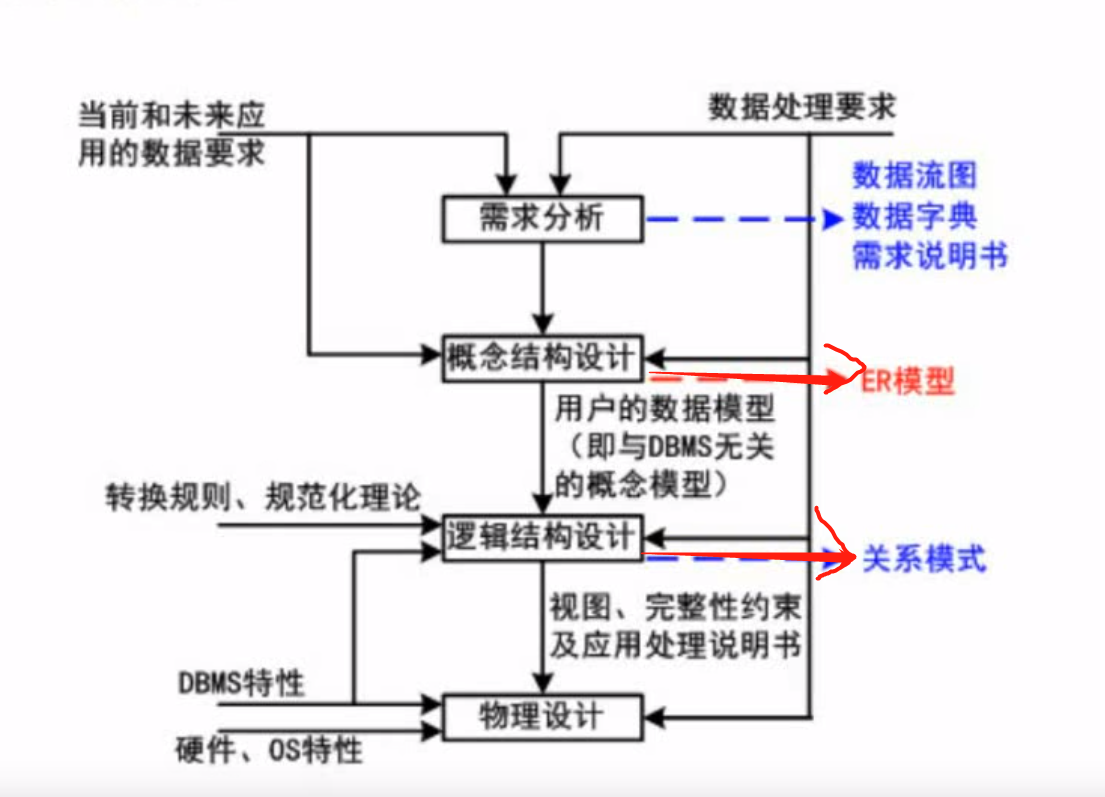 当前和未来应
用的数据要求
数据处理要求
数据流图
数据字典
需求说明书
需求分析
概念结构设计
ER模型
用户的数据模型
（即与DBMS无关
的概念模型）
转换规则、规范化理论
逻辑结构设计
关系模式
视图、完整性约束
及应用处理说明书
DBMS特性
物理设计
硬件、OS特性